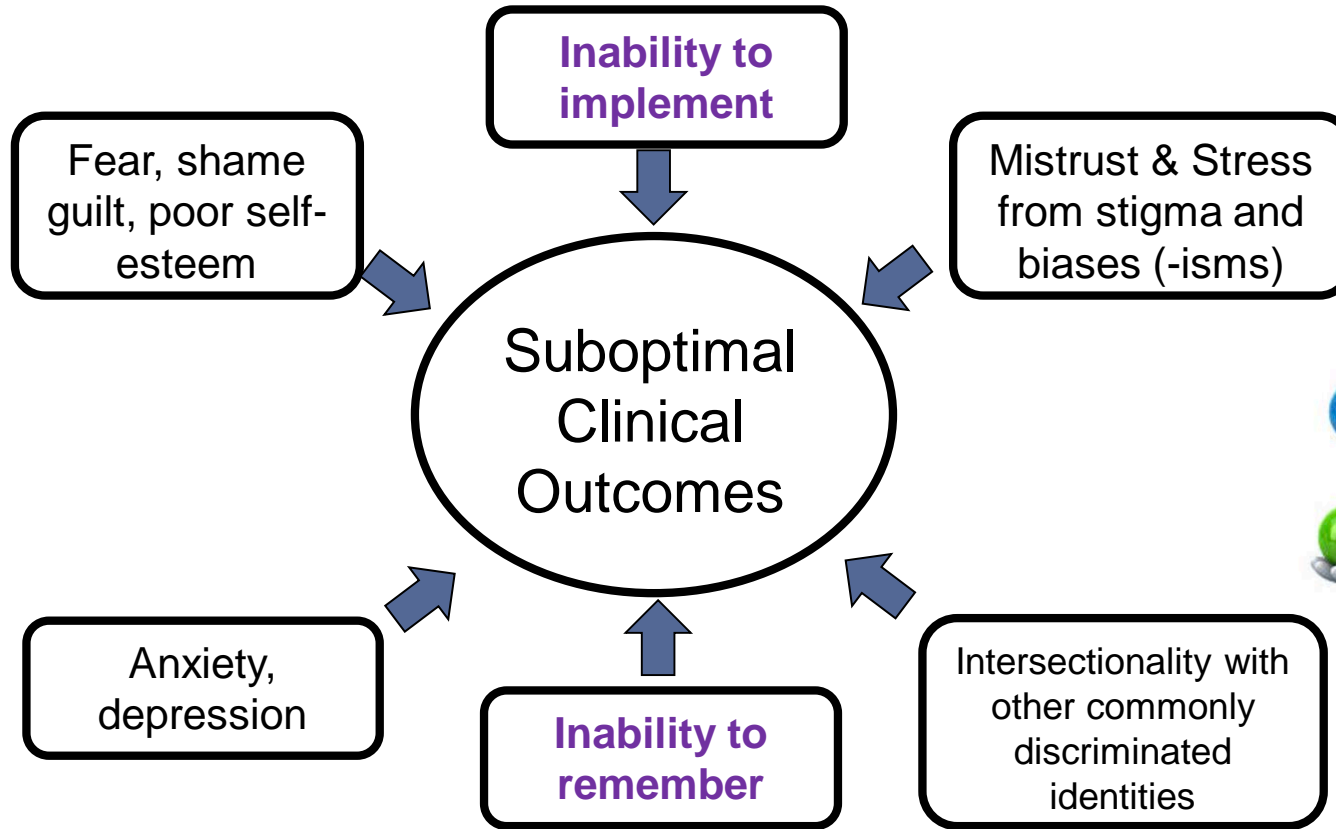 Inability to
implement
Fear, shame
guilt, poor self-
esteem
Mistrust & Stress
from stigma and
biases (-isms)
Suboptimal
Clinical
Outcomes
Anxiety,
depression
Inability to
remember
Intersectionality with
other commonly
discriminated
identities